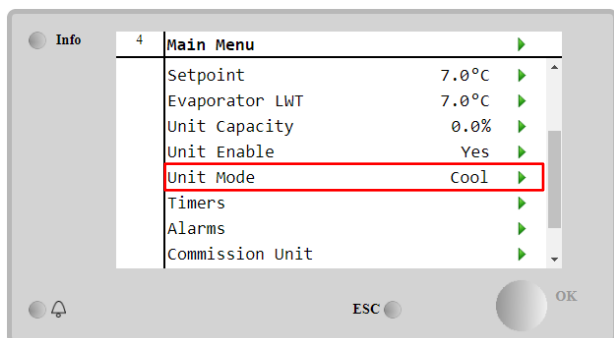 Info
4 Main Menu
Setpoint 7.0°C
Evaporator LWT 7.0°C
Unit Capacity 0.0%
Unit Enable Yes
Unit Mode Cool
Timers
Alarms
Commission Unit
ESC OK